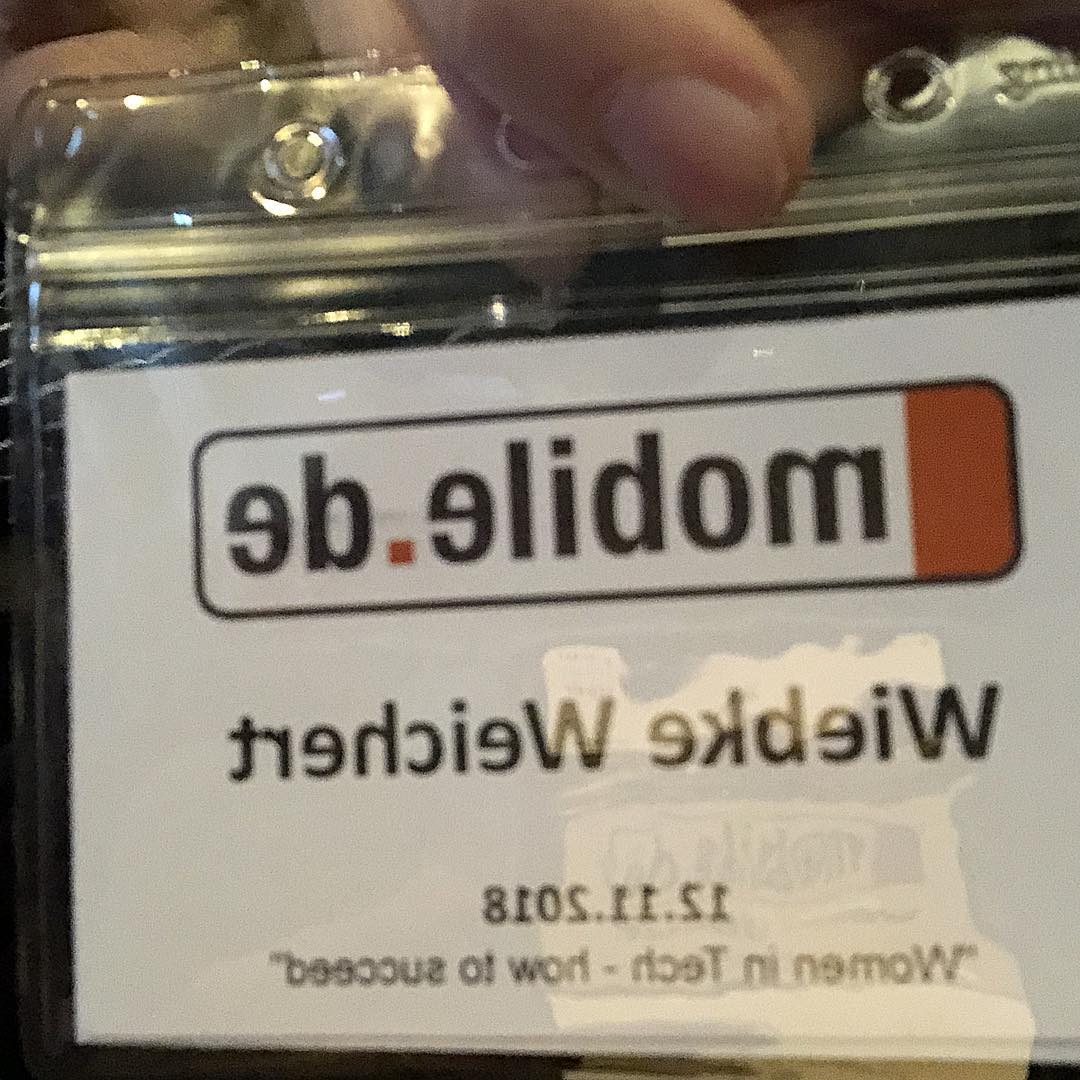 mobile.de
Wiebke Weichert
12.11.2018
"Women in Tech - how to succeed"